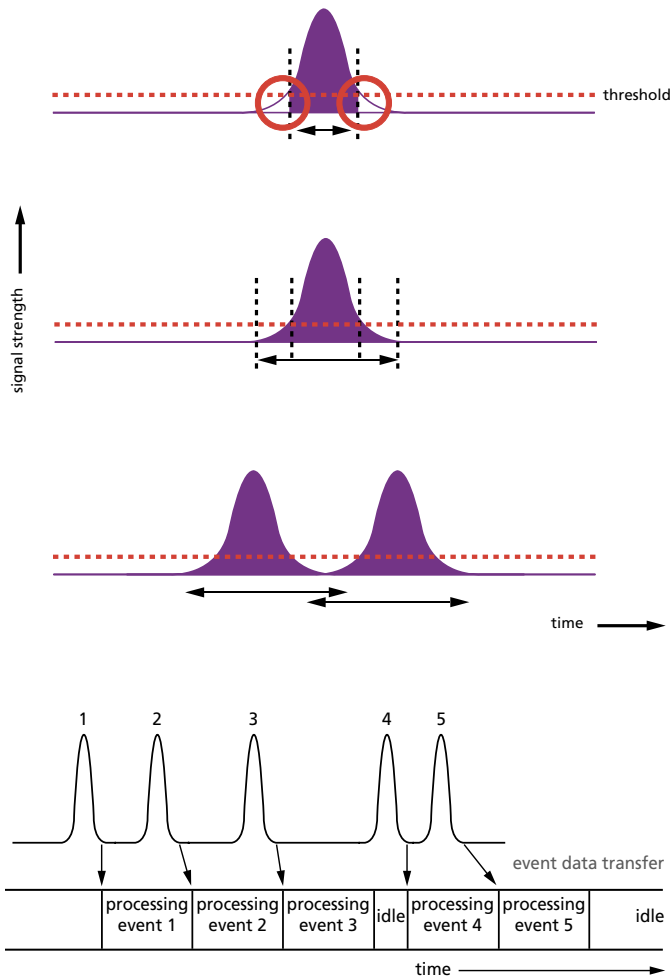 threshold
signal strength
time
1 2 3 4 5
event data transfer
processing event 1
processing event 2
processing event 3
idle
processing event 4
processing event 5
idle
time